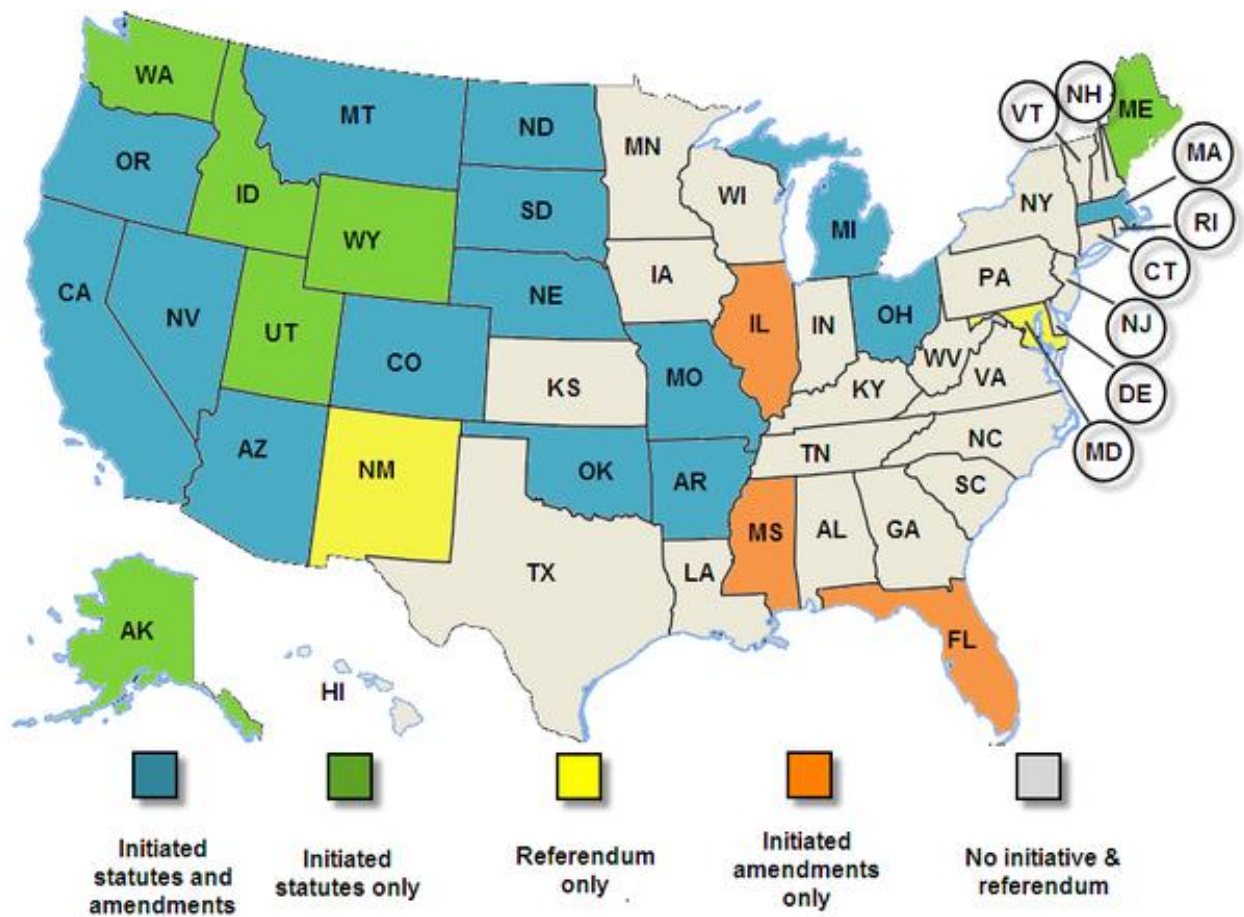 WA
MT
ND
MN
VT
NH
ME
OR
ID
SD
WI
MI
NY
MA
RI
CT
WY
CA
NV
UT
CO
NE
IA
IL
IN
OH
PA
NJ
DE
MD
KS
MO
KY
WV
VA
AZ
NM
OK
AR
TN
NC
SC
TX
LA
MS
AL
GA
FL
AK
HI
Initiated
statutes and
amendments
Initiated
statutes only
Referendum
only
Initiated
amendments
only
No initiative &
referendum